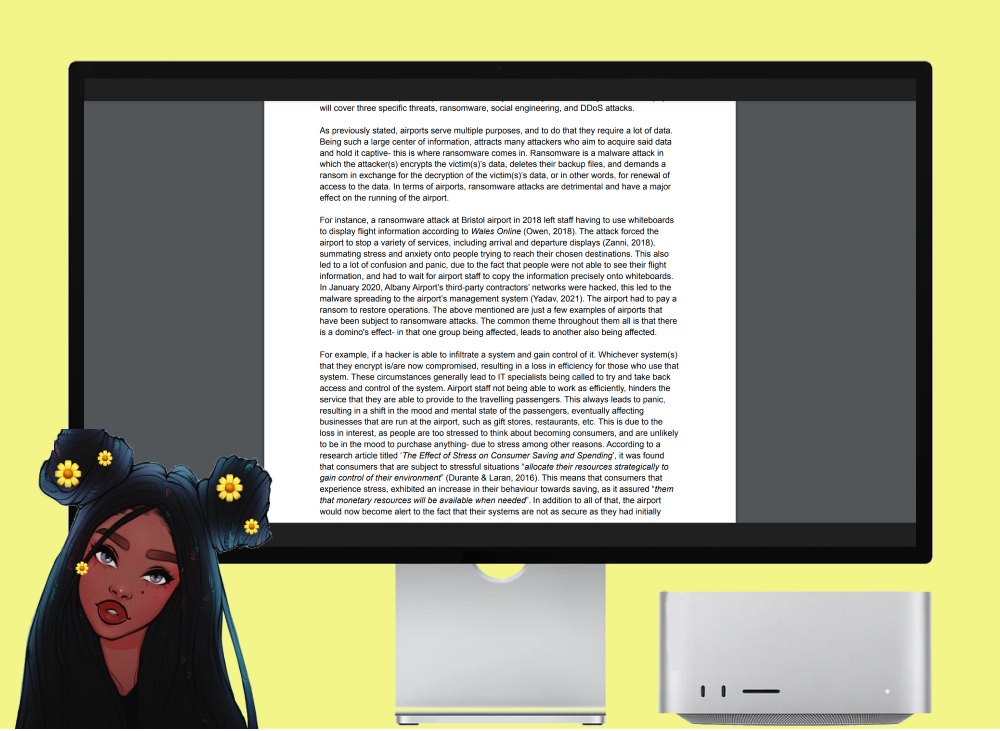 will cover three specific threats, ransomware, social engineering, and DDoS attacks.
As previously stated, airports serve multiple purposes, and to do that they require a lot of data.
Being such a large center of information, attracts many attackers who aim to acquire said data
and hold it captive- this is where ransomware comes in. Ransomware is a malware attack in
which the attacker(s) encrypts the victim(s)'s data, deletes their backup files, and demands a
ransom in exchange for the decryption of the victim(s)'s data, or in other words, for renewal of
access to the data. In terms of airports, ransomware attacks are detrimental and have a major
effect on the running of the airport.
For instance, a ransomware attack at Bristol airport in 2018 left staff having to use whiteboards
to display flight information according to Wales Online (Owen, 2018). The attack forced the
airport to stop a variety of services, including arrival and departure displays (Zanni, 2018),
summating stress and anxiety onto people trying to reach their chosen destinations. This also
led to a lot of confusion and panic, due to the fact that people were not able to see their flight
information, and had to wait for airport staff to copy the information precisely onto whiteboards.
In January 2020, Albany Airport's third-party contractors' networks were hacked, this led to the
malware spreading to the airport's management system (Yadav, 2021). The airport had to pay a
ransom to restore operations. The above mentioned are just a few examples of airports that
have been subject to ransomware attacks. The common theme throughout them all is that there
is a domino's effect- in that one group being affected, leads to another also being affected.
For example, if a hacker is able to infiltrate a system and gain control of it. Whichever system(s)
that they encrypt is/are now compromised, resulting in a loss in efficiency for those who use that
system. These circumstances generally lead to IT specialists being called to try and take back
access and control of the system. Airport staff not being able to work as efficiently, hinders the
service that they are able to provide to the travelling passengers. This always leads to panic,
resulting in a shift in the mood and mental state of the passengers, eventually affecting
businesses that are run at the airport, such as gift stores, restaurants, etc. This is due to the
loss in interest, as people are too stressed to think about becoming consumers, and are unlikely
to be in the mood to purchase anything- due to stress among other reasons. According to a
research article titled 'The Effect of Stress on Consumer Saving and Spending', it was found
that consumers that are subject to stressful situations "allocate their resources strategically to
gain control of their environment" (Durante & Laran, 2016). This means that consumers that
experience stress, exhibited an increase in their behaviour towards saving, as it assured "them
that monetary resources will be available when needed". In addition to all of that, the airport
would now become alert to the fact that their systems are not as secure as they had initially